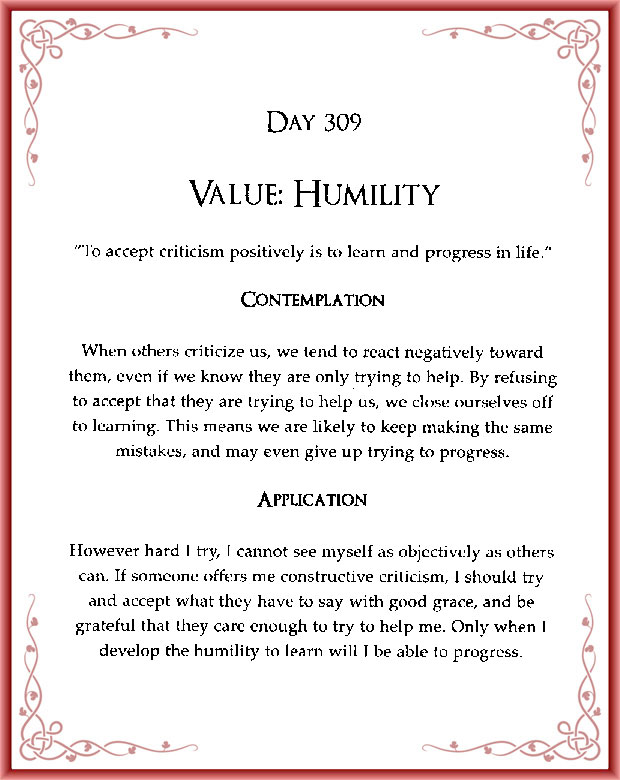 DAY 309
VALUE: HUMILITY
"To accept criticism positively is to learn and progress in life."
CONTEMPLATION
When others criticize us, we tend to react negatively toward
them, even if we know they are only trying to help. By refusing
to accept that they are trying to help us, we close ourselves off
to learning. This means we are likely to keep making the same
mistakes, and may even give up trying to progress.
APPLICATION
However hard I try, I cannot see myself as objectively as others
can. If someone offers me constructive criticism, I should try
and accept what they have to say with good grace, and be
grateful that they care enough to try to help me. Only when I
develop the humility to learn will I be able to progress.